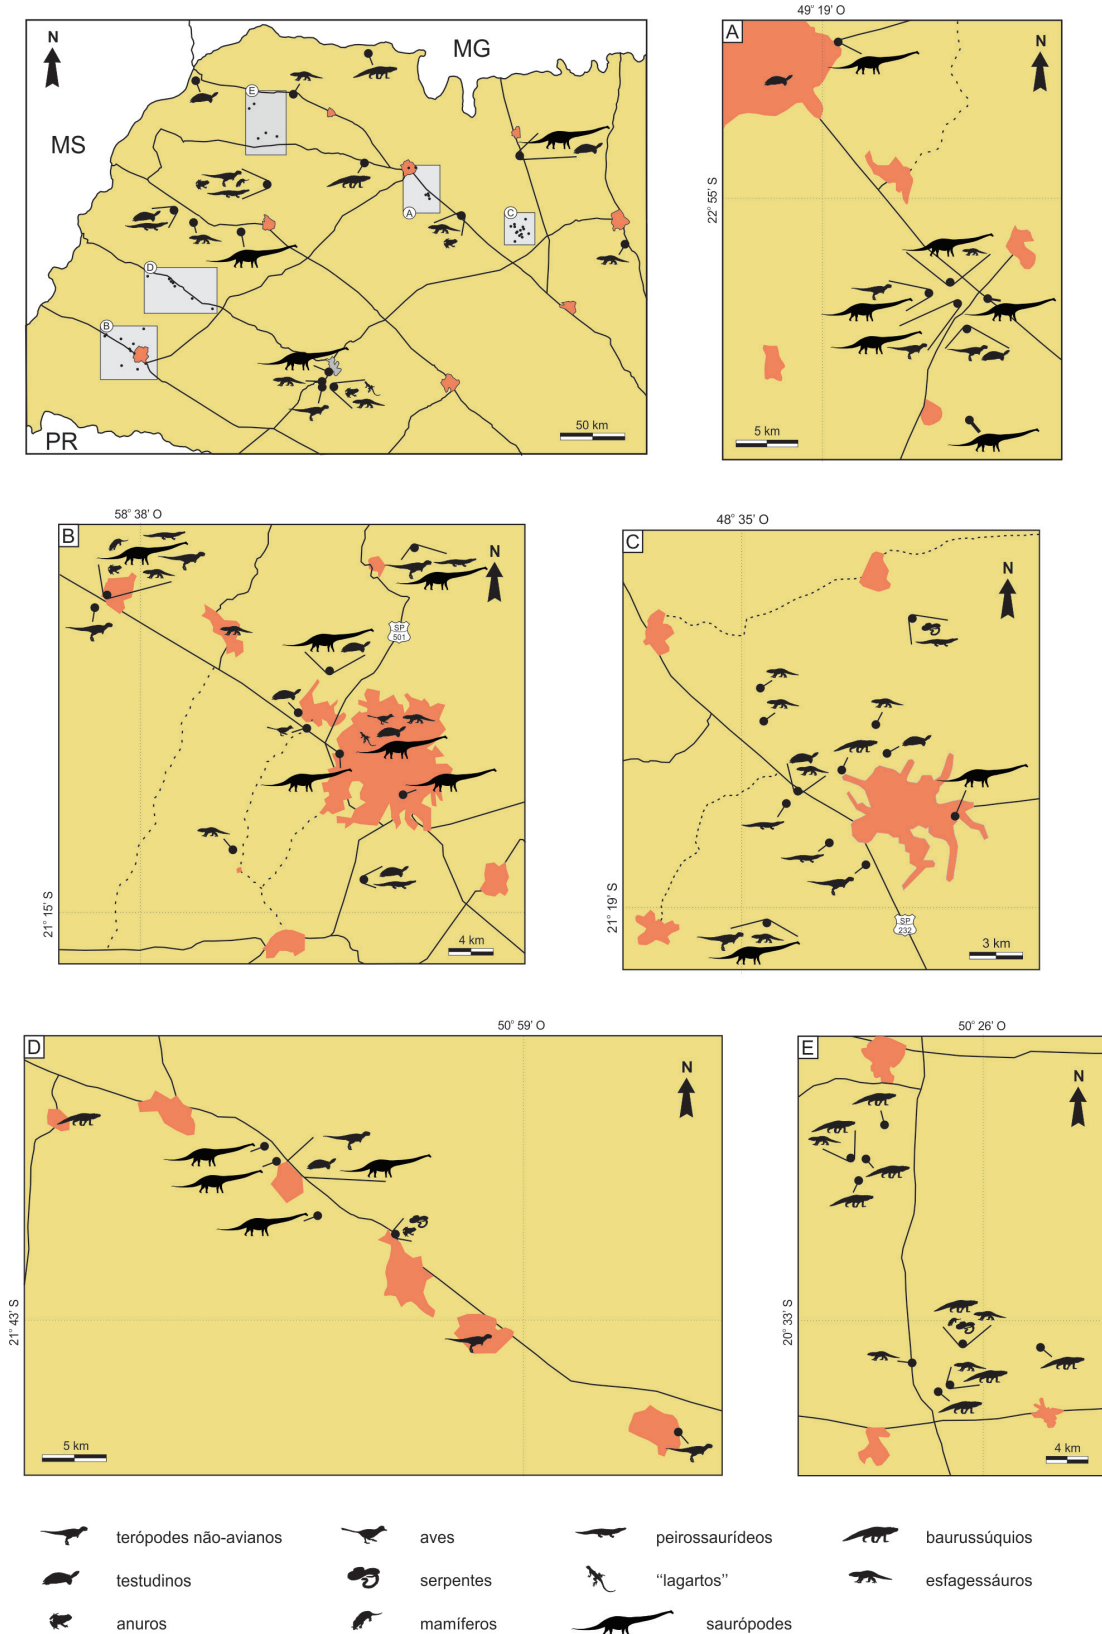 N
MG
MS
E
A
C
D
B
PR
50 km
49° 19' O
A
N
22° 55' S
5 km
58° 38' O
B
N
SP
501
21° 15' S
4 km
48° 35' O
C
N
21° 19' S
SP
232
3 km
50° 59' O
D
N
21° 43' S
5 km
50° 26' O
E
N
20° 33' S
4 km
terópodes não-avianos
aves
peirossaurídeos
baurussúquios
testudinos
serpentes
"lagartos"
esfagessáuros
anuros
mamíferos
saurópodes